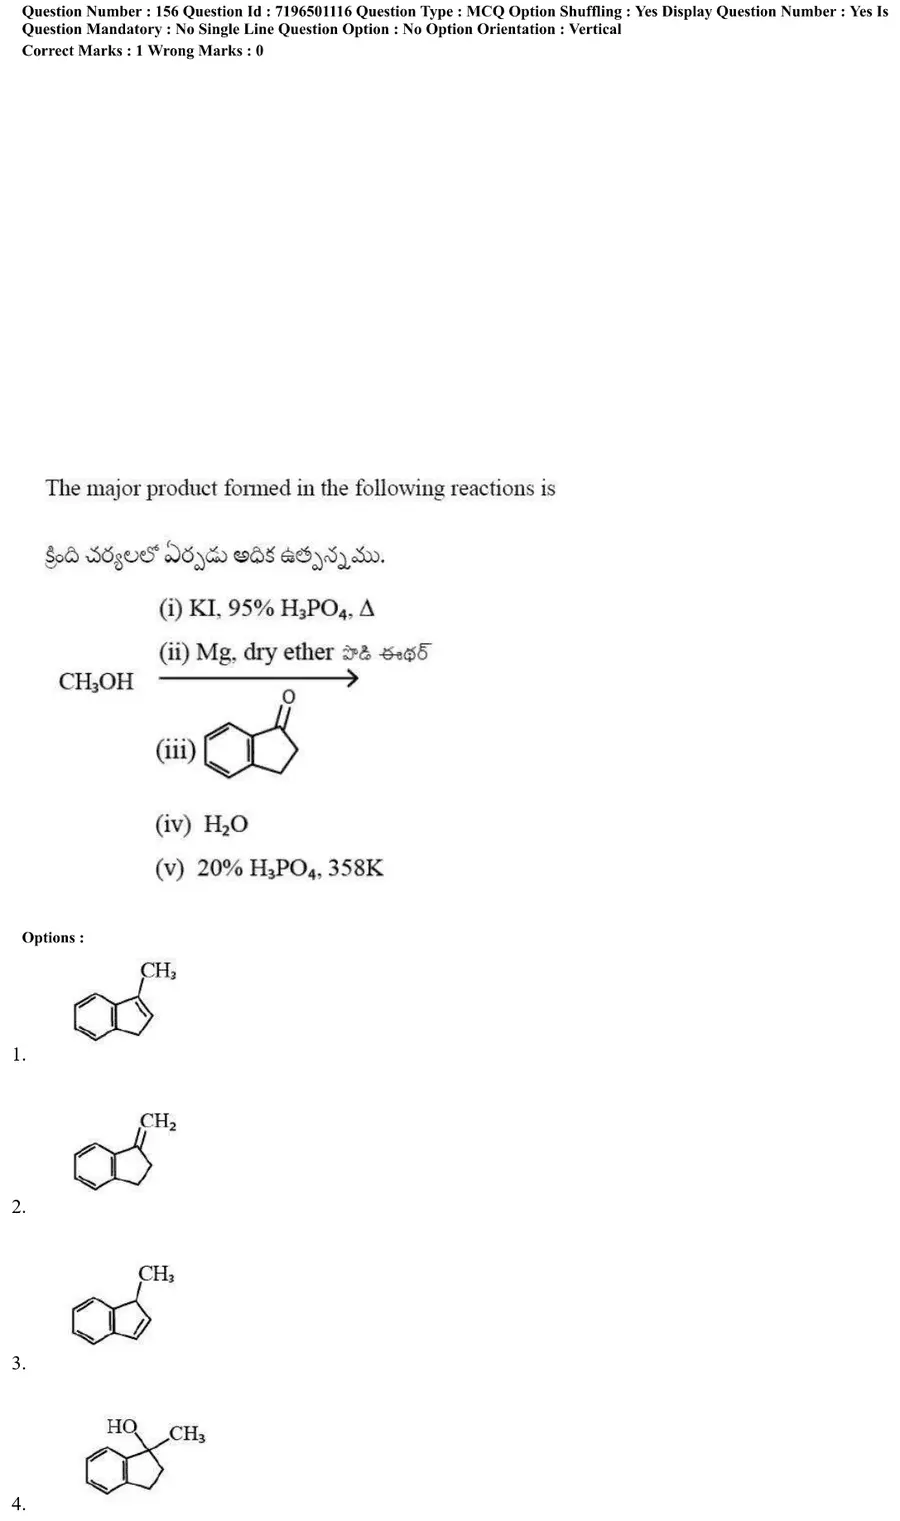 Question Number : 156 Question Id : 7196501116 Question Type : MCQ Option Shuffling : Yes Display Question Number : Yes Is
Question Mandatory : No Single Line Question Option : No Option Orientation : Vertical
Correct Marks : 1 Wrong Marks : 0
The major product formed in the following reactions is
క్రింది చర్యలలో ఏర్పడు అధిక ఉత్పన్నము.
(i) KI, 95% H₃PO₄, Δ
(ii) Mg, dry ether పొడి ఈథర్
CH₃OH
O
(iii)
(iv) H₂O
(v) 20% H₃PO₄, 358K
Options :
CH₃
1.
CH₂
2.
CH₃
3.
HO CH₃
4.